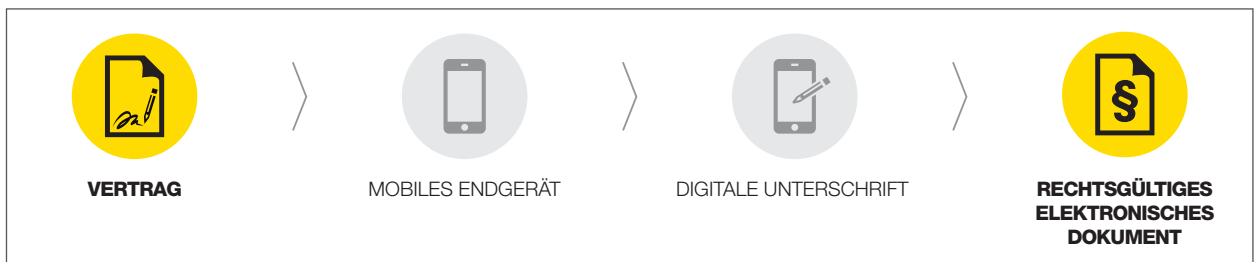 VERTRAG
MOBILES ENDGERÄT
DIGITALE UNTERSCHRIFT
RECHTSGÜLTIGES
ELEKTRONISCHES
DOKUMENT
§